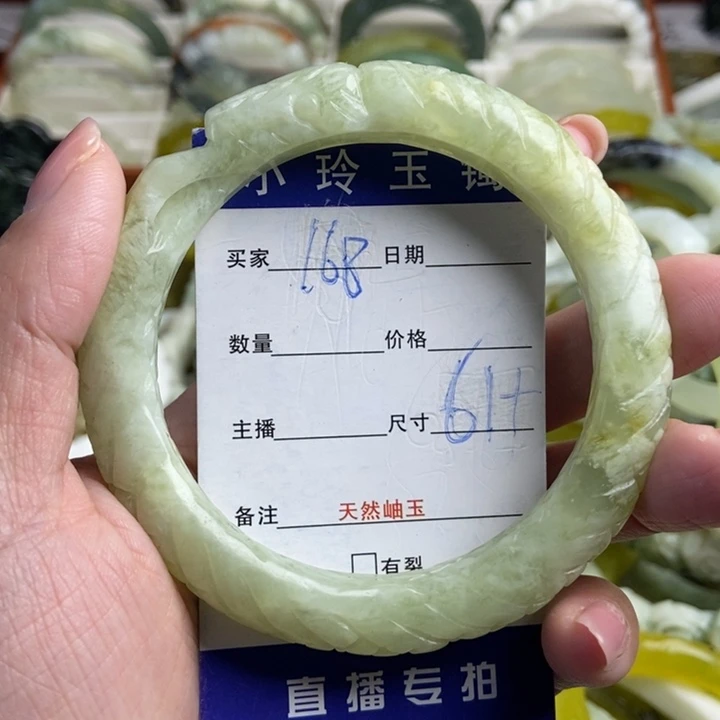 小玲玉镯
买家 168 日期
数量 价格
主播 尺寸 61+
备注 天然岫玉
□有裂
直播专拍